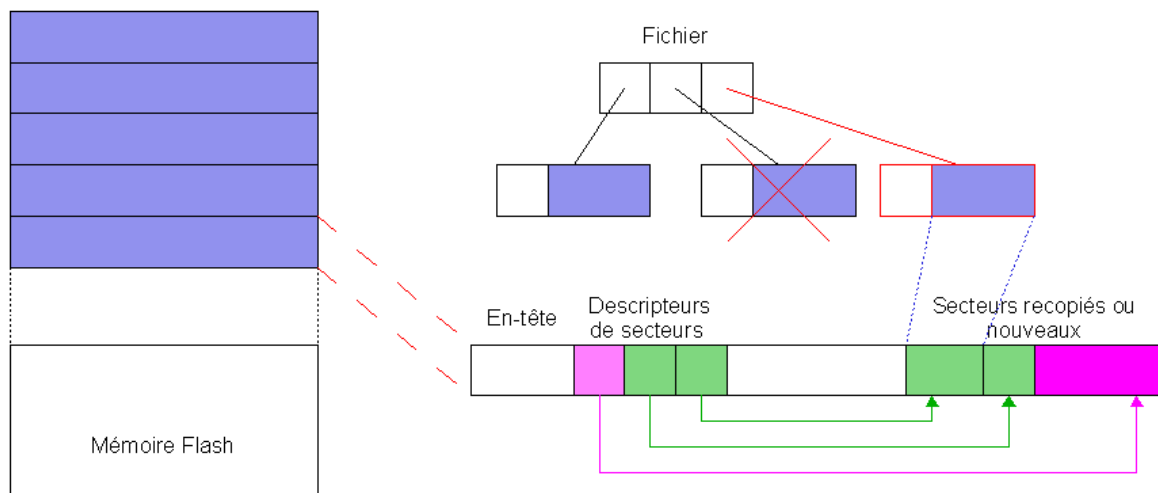 Fichier
En-tête
Descripteurs
de secteurs
Secteurs recopiés ou
nouveaux
Mémoire Flash